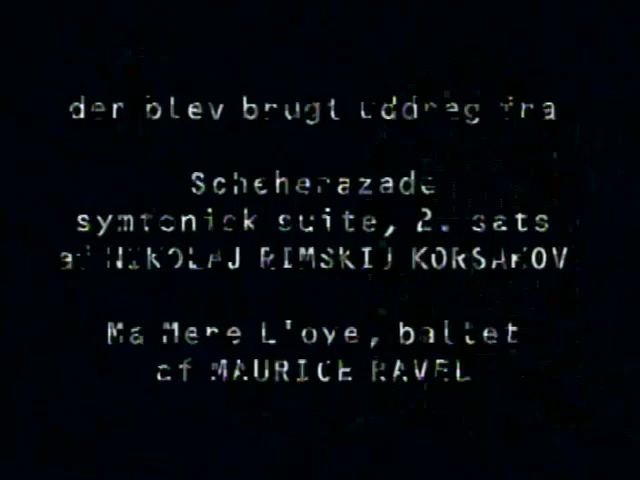 der blev brugt uddrag fra
Scheherazade
symfonisk suite, 2. sats
af NIKOLAJ RIMSKIJ KORSAKOV
Ma Mere L'oye, ballet
af MAURICE RAVEL